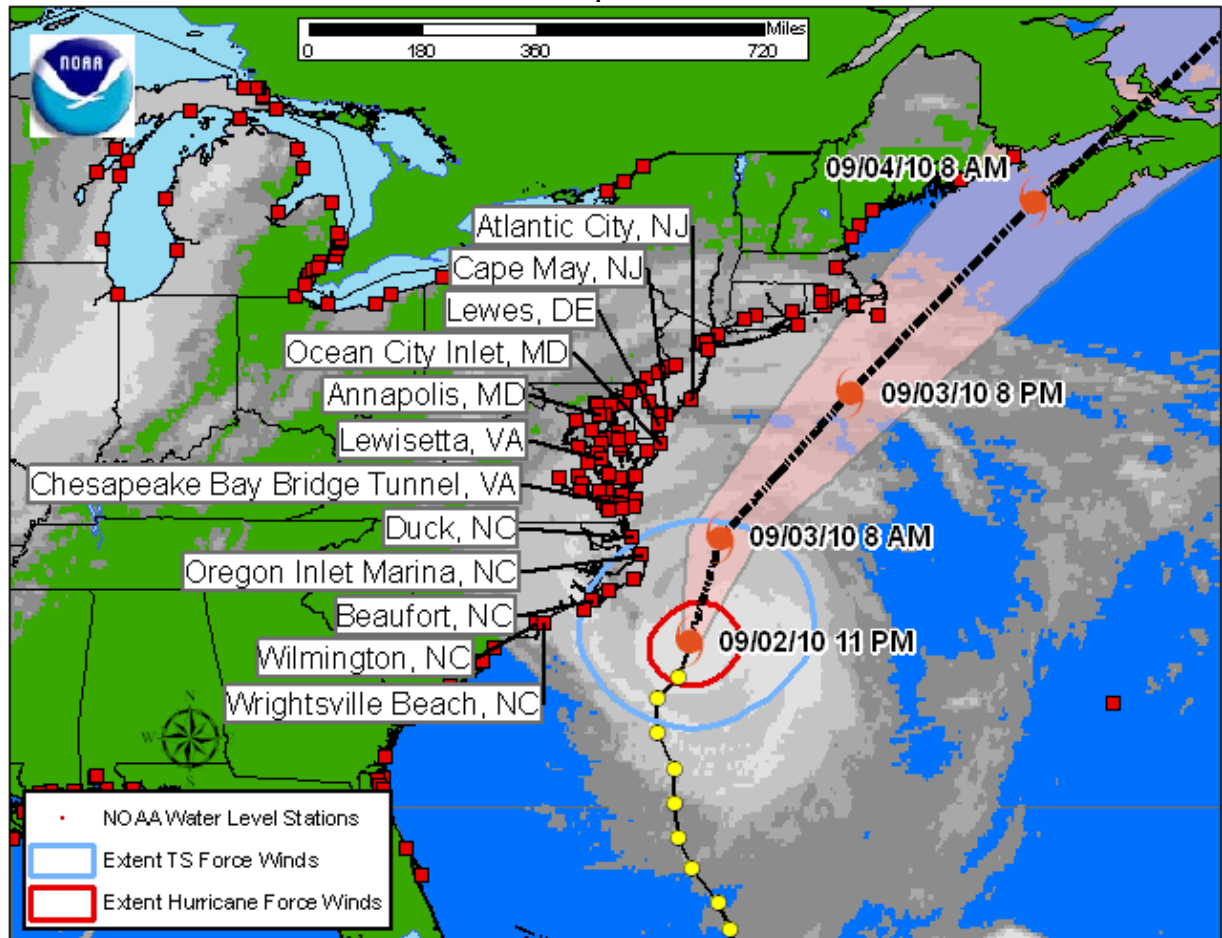 Miles
0 180 360 720
NOAA
09/04/10 8 AM
Atlantic City, NJ
Cape May, NJ
Lewes, DE
Ocean City Inlet, MD
Annapolis, MD
09/03/10 8 PM
Lewisetta, VA
Chesapeake Bay Bridge Tunnel, VA
Duck, NC
09/03/10 8 AM
Oregon Inlet Marina, NC
Beaufort, NC
09/02/10 11 PM
Wilmington, NC
Wrightsville Beach, NC
N
W E
S
NOAA Water Level Stations
Extent TS Force Winds
Extent Hurricane Force Winds